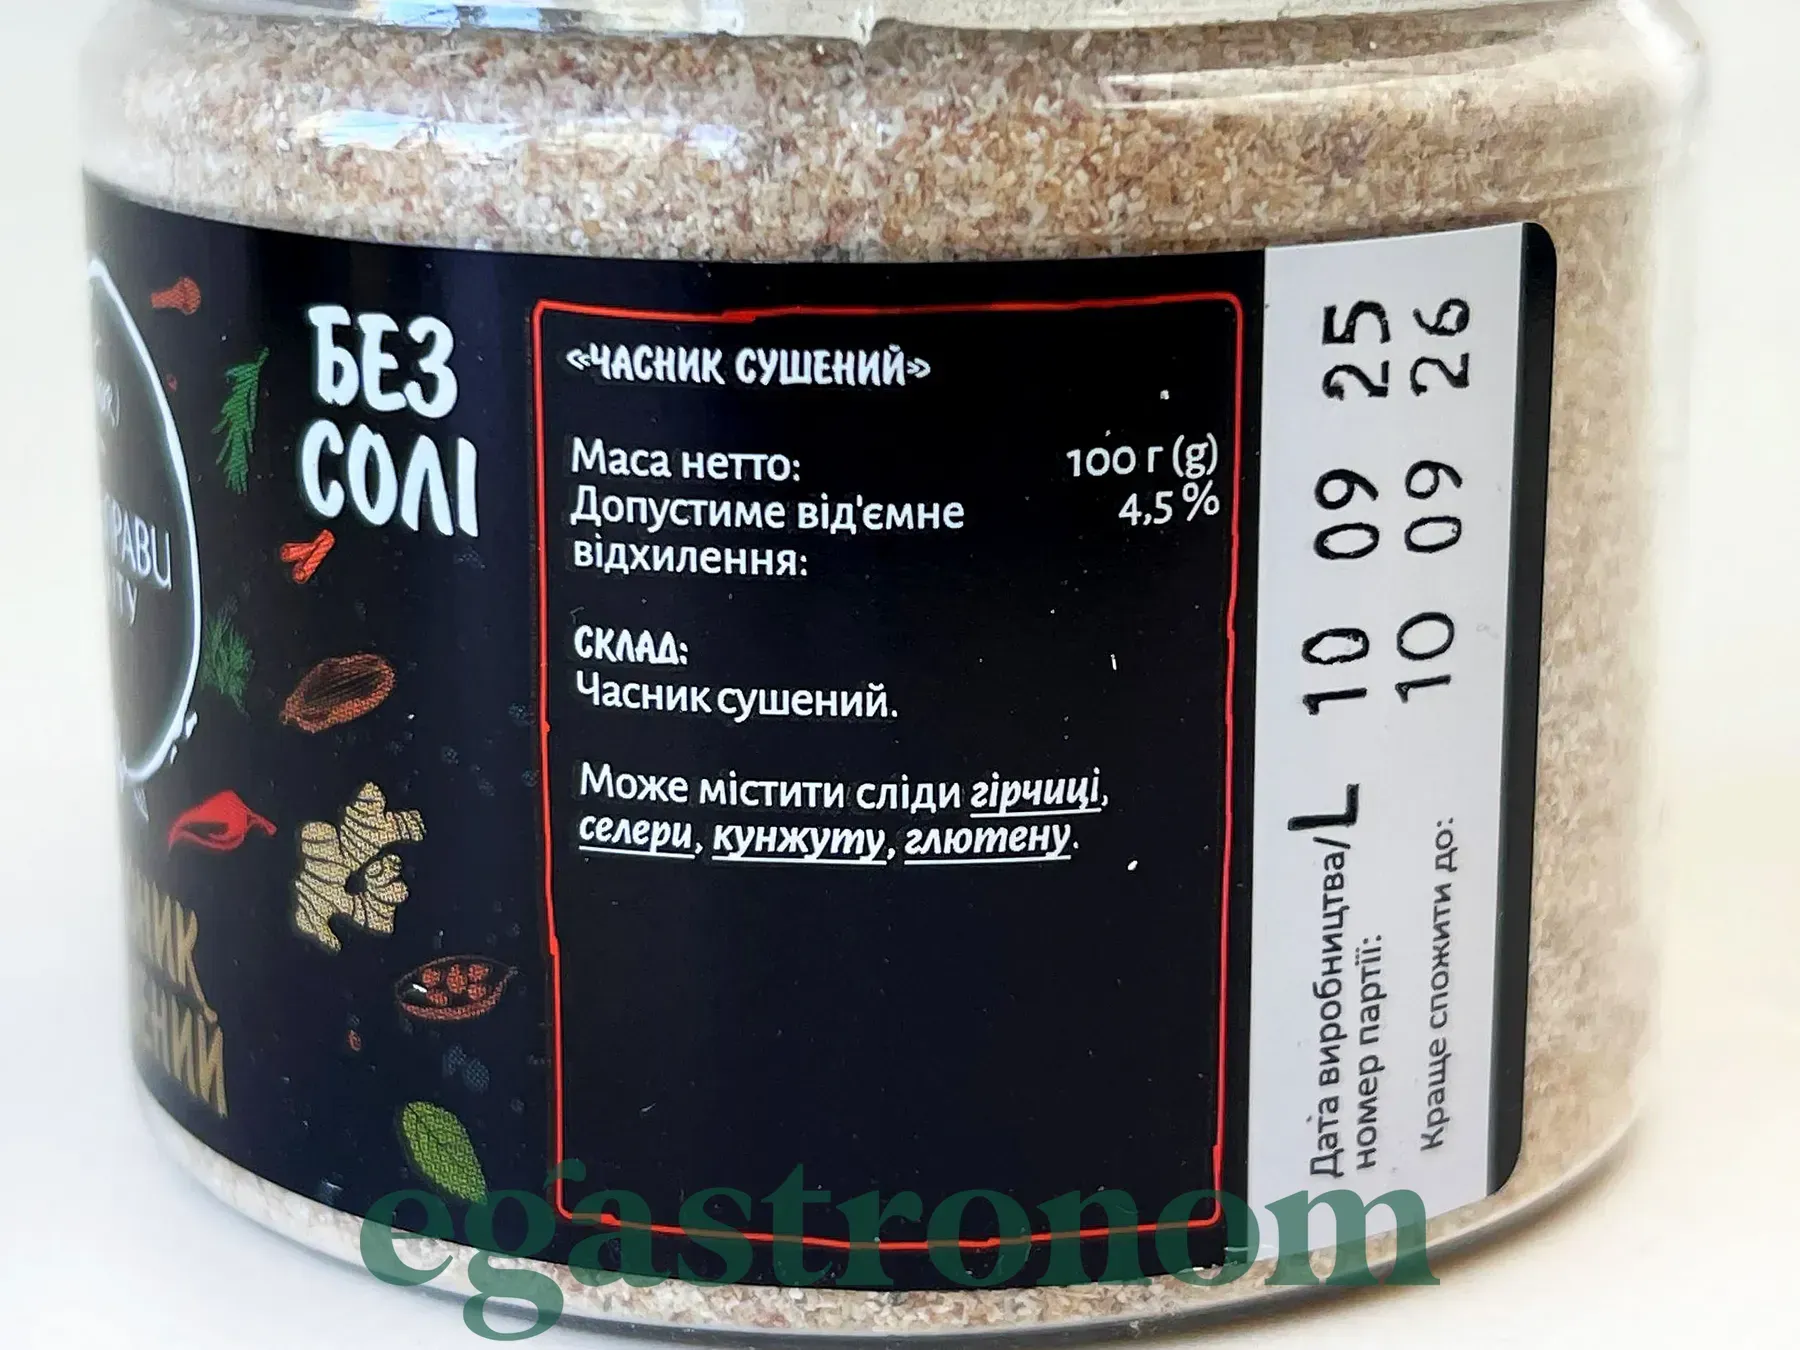 БЕЗ
СОЛІ
«ЧАСНИК СУШЕНИЙ»
Маса нетто: 100 г (g)
Допустиме від'ємне 4,5 %
відхилення:
СКЛАД:
Часник сушений.
Може містити сліди гірчиці,
селери, кунжуту, глютену.
Дата виробництва/L 10 09 25
номер партії:
Краще спожити до: 10 09 26
egastronom